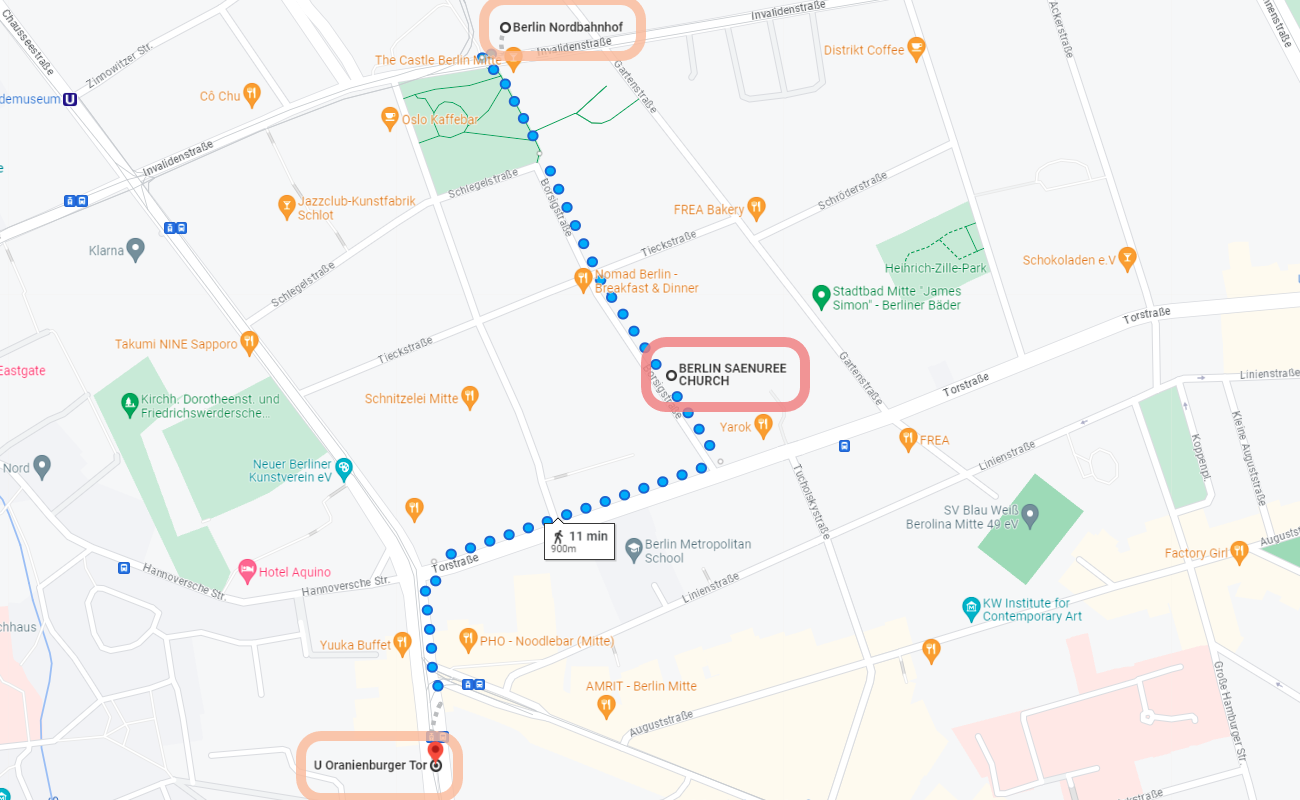 Berlin Nordbahnhof
Invalidenstraße
Invalidenstraße
Chausseestraße
Zinnowitzer Str.
The Castle Berlin Mitte
Distrikt Coffee
Ackerstraße
Cô Chu
Gartenstraße
demuseum
U
Oslo Kaffebar
Invalidenstraße
Schlegelstraße
Borsigstraße
Schröderstraße
Jazzclub-Kunstfabrik
Schlot
FREA Bakery
Tieckstraße
Klarna
Heinrich-Zille-Park
Schokoladen e.V
Schlegelstraße
Nomad Berlin -
Breakfast & Dinner
Stadtbad Mitte "James
Simon" - Berliner Bäder
Torstraße
Takumi NINE Sapporo
Tieckstraße
Eastgate
BERLIN SAENUREE
CHURCH
Gartenstraße
Torstraße
Linienstraße
Borsigstraße
Kirchh. Dorotheenst. und
Friedrichswerdersche...
Schnitzelei Mitte
Yarok
FREA
Linienstraße
Koppenpl.
Kleine Auguststraße
Nord
Neuer Berliner
Kunstverein eV
Tucholskystraße
SV Blau Weiß
Berolina Mitte 49 eV
11 min
900m
Berlin Metropolitan
School
Factory Girl
Torstraße
Hannoversche Str.
Hotel Aquino
Hannoversche Str.
Linienstraße
KW Institute for
Contemporary Art
chhaus
Yuuka Buffet
PHO - Noodlebar (Mitte)
AMRIT - Berlin Mitte
Auguststraße
Große Hamburger Str.
U Oranienburger Tor